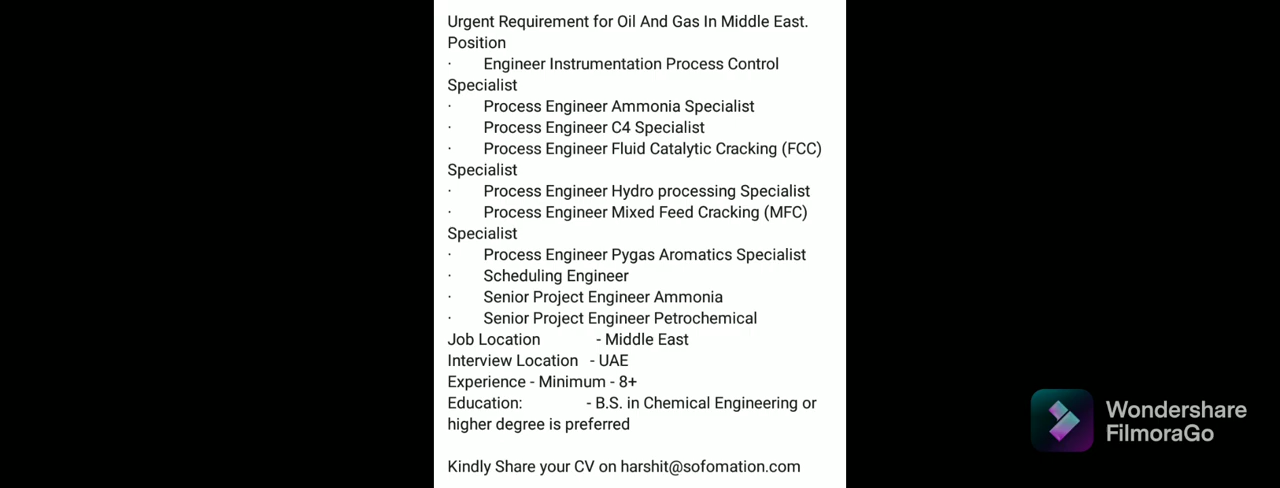 Urgent Requirement for Oil And Gas In Middle East.
Position
· Engineer Instrumentation Process Control
Specialist
· Process Engineer Ammonia Specialist
· Process Engineer C4 Specialist
· Process Engineer Fluid Catalytic Cracking (FCC)
Specialist
· Process Engineer Hydro processing Specialist
· Process Engineer Mixed Feed Cracking (MFC)
Specialist
· Process Engineer Pygas Aromatics Specialist
· Scheduling Engineer
· Senior Project Engineer Ammonia
· Senior Project Engineer Petrochemical
Job Location - Middle East
Interview Location - UAE
Experience - Minimum - 8+
Education: - B.S. in Chemical Engineering or
higher degree is preferred
Kindly Share your CV on harshit@sofomation.com
Wondershare
FilmoraGo